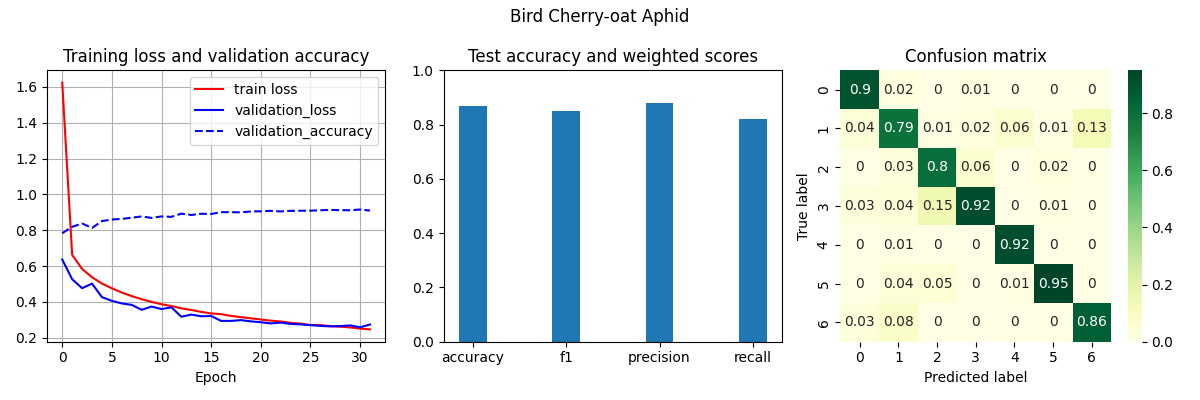 Bird Cherry-oat Aphid
Training loss and validation accuracy
1.6
1.4
1.2
1.0
0.8
0.6
0.4
0.2
train loss
validation_loss
validation_accuracy
0 5 10 15 20 25 30
Epoch
Test accuracy and weighted scores
1.0
0.8
0.6
0.4
0.2
0.0
accuracy f1 precision recall
Confusion matrix
True label
0 0.9 0.02 0 0.01 0 0 0
1 0.04 0.79 0.01 0.02 0.06 0.01 0.13
2 0 0.03 0.8 0.06 0 0.02 0
3 0.03 0.04 0.15 0.92 0 0.01 0
4 0 0.01 0 0 0.92 0 0
5 0 0.04 0.05 0 0.01 0.95 0
6 0.03 0.08 0 0 0 0 0.86
0 1 2 3 4 5 6
Predicted label
0.8
0.6
0.4
0.2
0.0